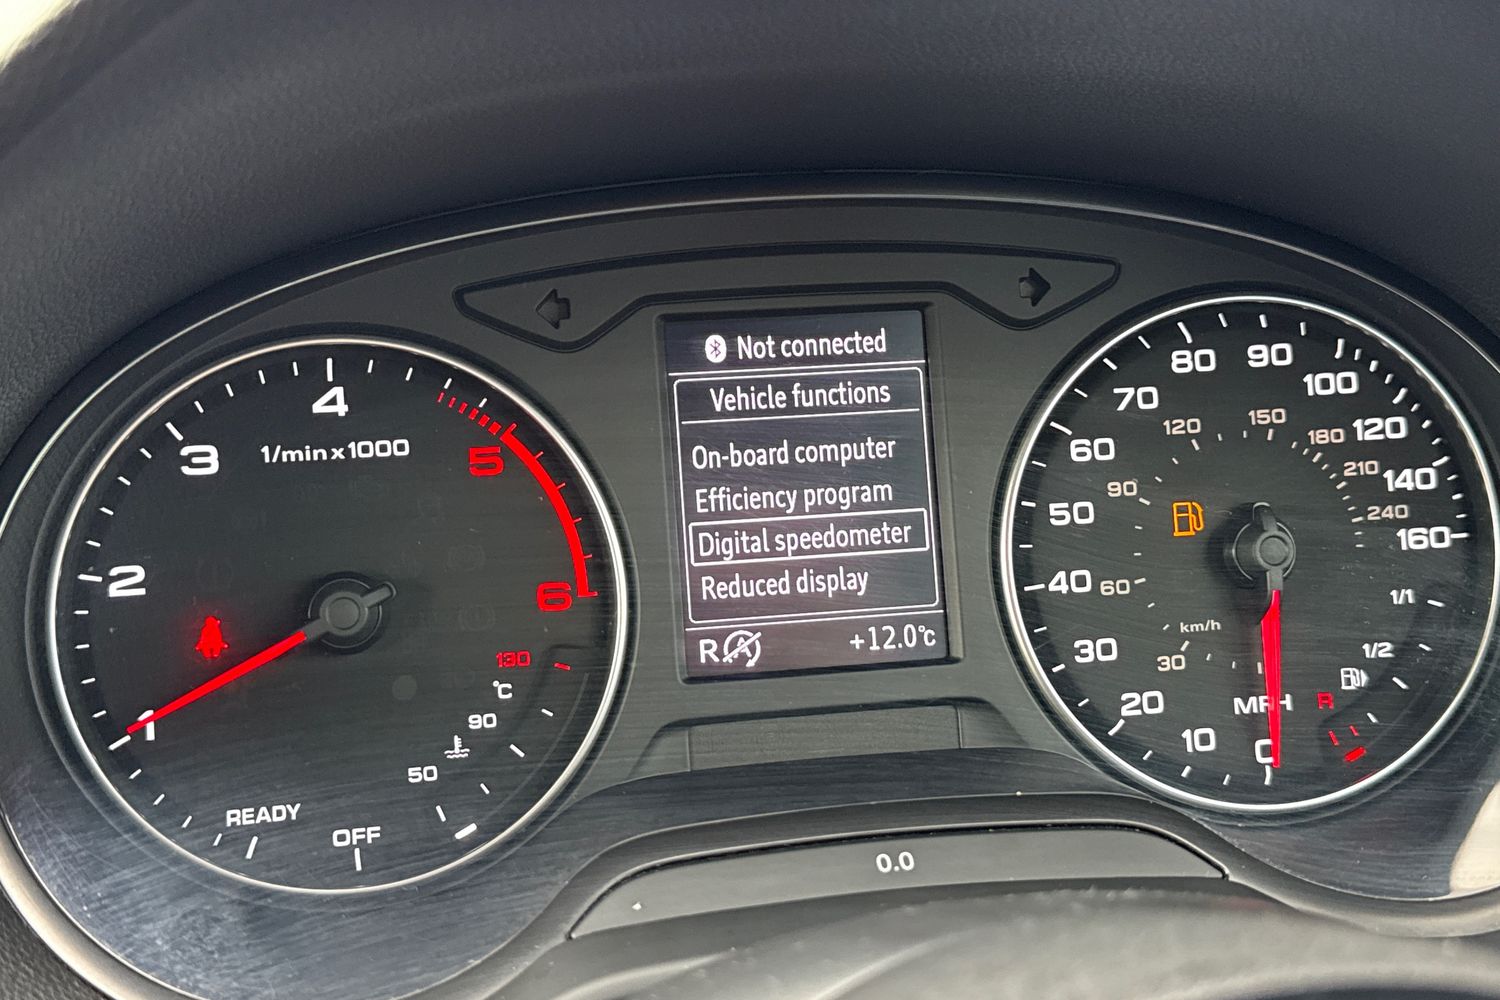 Not connected
Vehicle functions
On-board computer
Efficiency program
Digital speedometer
Reduced display
R A +12.0°C
1/min x 1000
1
2
3
4
5
6
READY
OFF
130
°C
90
50
0
10
20
30
40
50
60
70
80
90
100
120
140
160
MPH
km/h
30
60
90
120
150
180
210
240
1/1
1/2
R
0.0